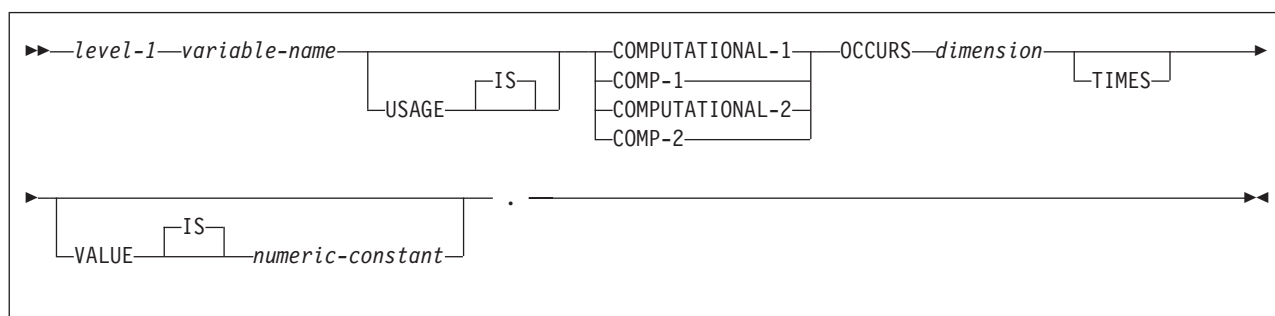 level-1 variable-name USAGE IS COMPUTATIONAL-1 OCCURS dimension TIMES
COMP-1
COMPUTATIONAL-2
COMP-2
VALUE IS numeric-constant .